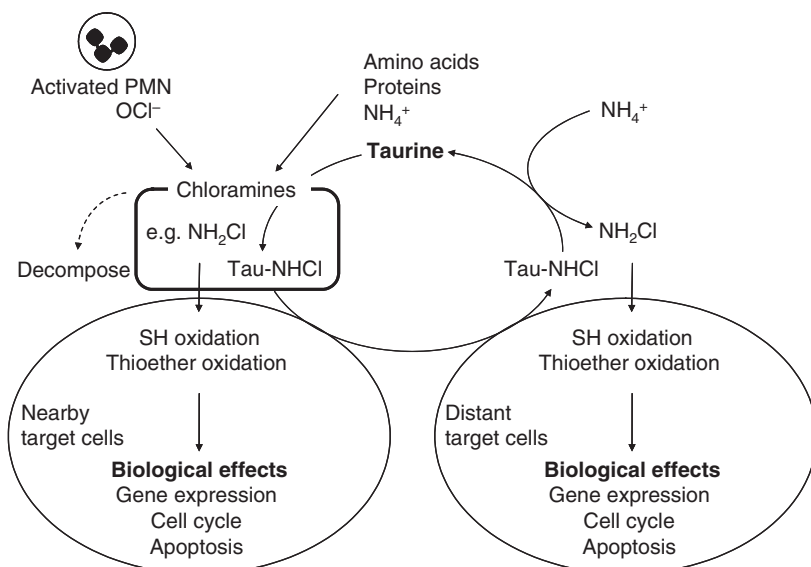 Activated PMN
OCl⁻
Amino acids
Proteins
NH₄⁺
Taurine
NH₄⁺
Chloramines
e.g. NH₂Cl
Tau-NHCl
Decompose
Tau-NHCl
NH₂Cl
SH oxidation
Thioether oxidation
Nearby
target cells
Biological effects
Gene expression
Cell cycle
Apoptosis
SH oxidation
Thioether oxidation
Distant
target cells
Biological effects
Gene expression
Cell cycle
Apoptosis